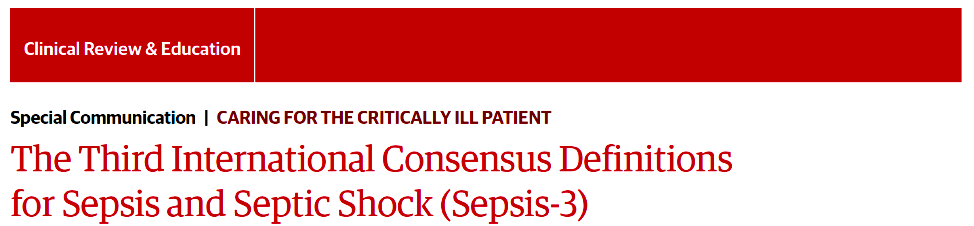 Clinical Review & Education
Special Communication | CARING FOR THE CRITICALLY ILL PATIENT
The Third International Consensus Definitions
for Sepsis and Septic Shock (Sepsis-3)